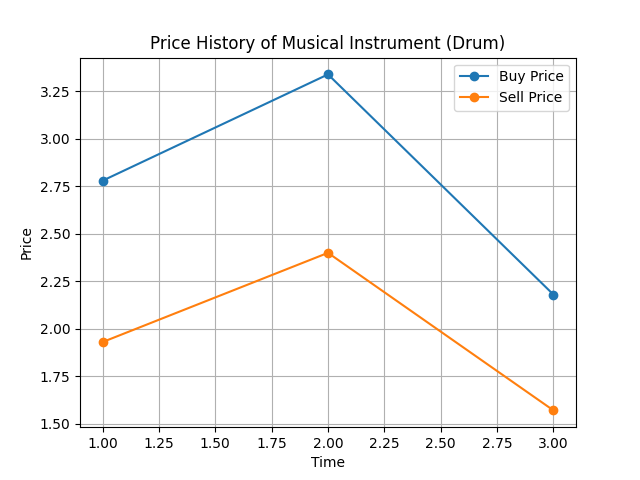 Price History of Musical Instrument (Drum)
Buy Price
Sell Price
Price
3.25
3.00
2.75
2.50
2.25
2.00
1.75
1.50
1.00 1.25 1.50 1.75 2.00 2.25 2.50 2.75 3.00
Time